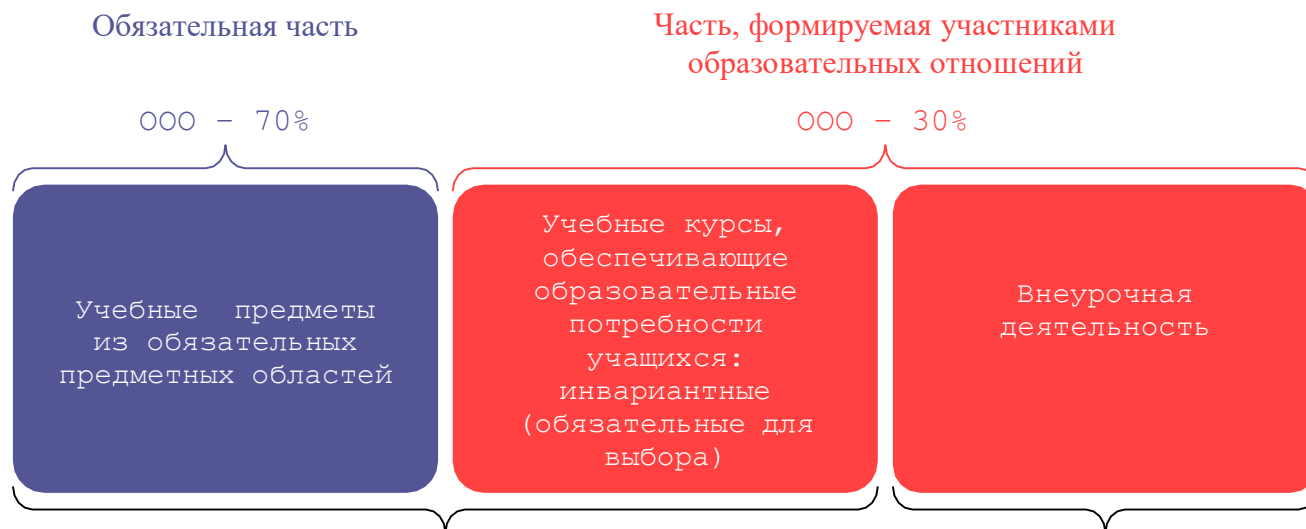 Обязательная часть
Часть, формируемая участниками
образовательных отношений
ООО – 70%
ООО – 30%
Учебные предметы
из обязательных
предметных областей
Учебные курсы,
обеспечивающие
образовательные
потребности
учащихся:
инвариантные
(обязательные для
выбора)
Внеурочная
деятельность